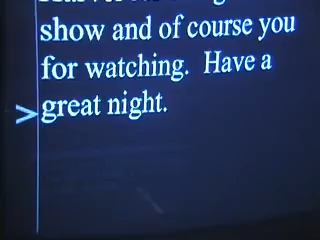 show and of course you
for watching. Have a
> great night.